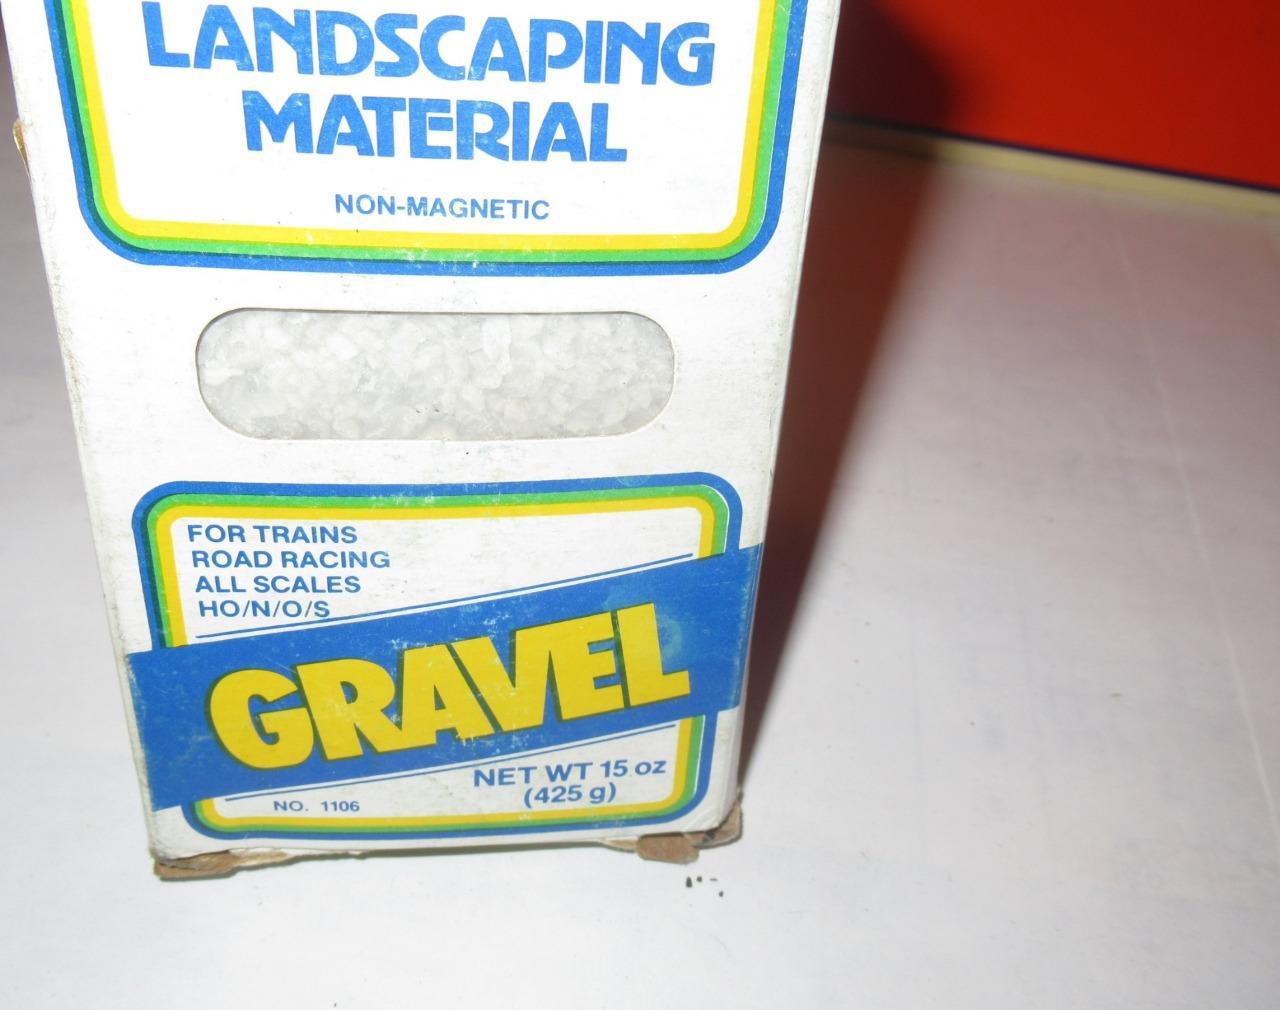 LANDSCAPING
MATERIAL
NON-MAGNETIC
FOR TRAINS
ROAD RACING
ALL SCALES
HO/N/O/S
GRAVEL
NET WT 15 oz
(425 g)
NO. 1106